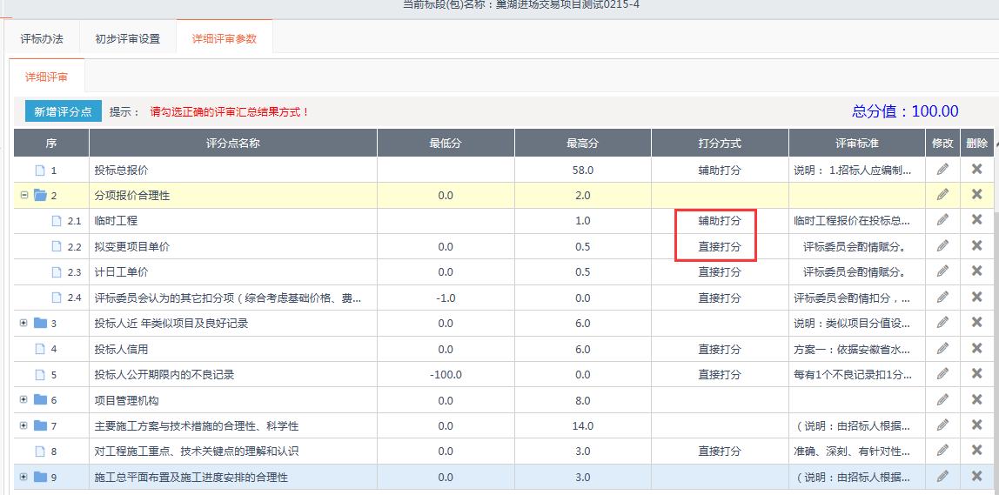 当前标段(包)名称：巢湖进场交易项目测试0215-4
评标办法 初步评审设置 详细评审参数
详细评审
新增评分点 提示： 请勾选正确的评审汇总结果方式！ 总分值：100.00
序 评分点名称 最低分 最高分 打分方式 评审标准 修改 删除
1 投标总报价 58.0 辅助打分 说明： 1.招标人应编制...
2 分项报价合理性 0.0 2.0
2.1 临时工程 1.0 辅助打分 临时工程报价在投标总...
2.2 拟变更项目单价 0.0 0.5 直接打分 评标委员会酌情赋分。
2.3 计日工单价 0.0 0.5 直接打分 评标委员会酌情赋分。
2.4 评标委员会认为的其它扣分项（综合考虑基础价格、费... -1.0 0.0 直接打分 评标委员会酌情扣分，...
3 投标人近 年类似项目及良好记录 0.0 6.0 说明：类似项目分值设...
4 投标人信用 0.0 6.0 直接打分 方案一：依据安徽省水...
5 投标人公开期限内的不良记录 -100.0 0.0 直接打分 每有1个不良记录扣1分...
6 项目管理机构 0.0 8.0
7 主要施工方案与技术措施的合理性、科学性 0.0 14.0 （说明：由招标人根据...
8 对工程施工重点、技术关键点的理解和认识 0.0 3.0 直接打分 准确、深刻、有针对性...
9 施工总平面布置及施工进度安排的合理性 0.0 3.0 （说明：由招标人根据...